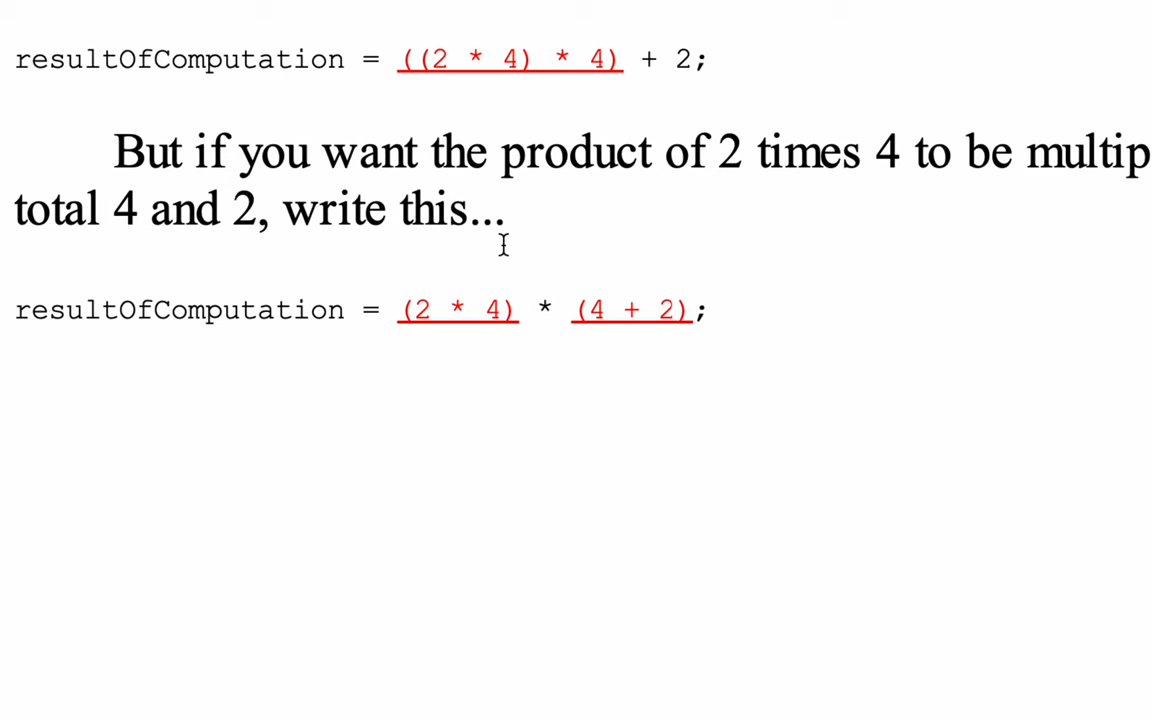 resultOfComputation = ((2 * 4) * 4) + 2;
But if you want the product of 2 times 4 to be multip
total 4 and 2, write this...
resultOfComputation = (2 * 4) * (4 + 2);